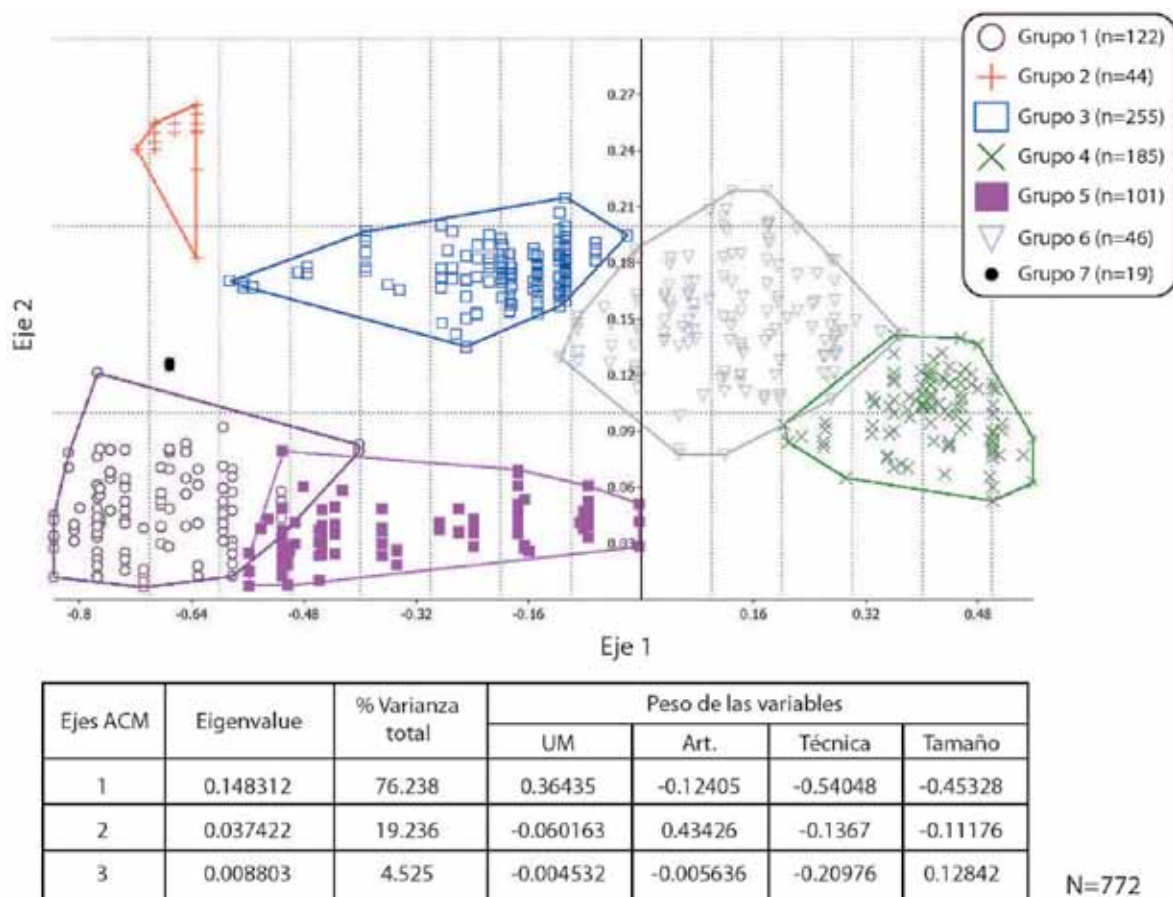 Grupo 1 (n=122)
Grupo 2 (n=44)
Grupo 3 (n=255)
Grupo 4 (n=185)
Grupo 5 (n=101)
Grupo 6 (n=46)
Grupo 7 (n=19)
Eje 2
0.27
0.24
0.21
0.18
0.15
0.12
0.09
0.06
0.03
-0.8 -0.64 -0.48 -0.32 -0.16 0.16 0.32 0.48
Eje 1
Ejes ACM Eigenvalue % Varianza total Peso de las variables
UM Art. Técnica Tamaño
1 0.148312 76.238 0.36435 -0.12405 -0.54048 -0.45328
2 0.037422 19.236 -0.060163 0.43426 -0.1367 -0.11176
3 0.008803 4.525 -0.004532 -0.005636 -0.20976 0.12842
N=772